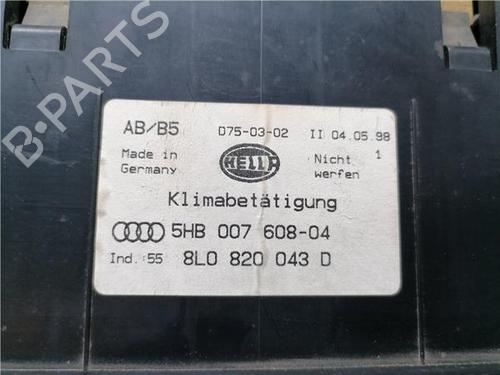 AB/B5 D75-03-02 II 04.05.98
Made in Germany
HELLA
Nicht werfen
1
Klimabetätigung
5HB 007 608-04
Ind.:55 8L0 820 043 D
B-PARTS